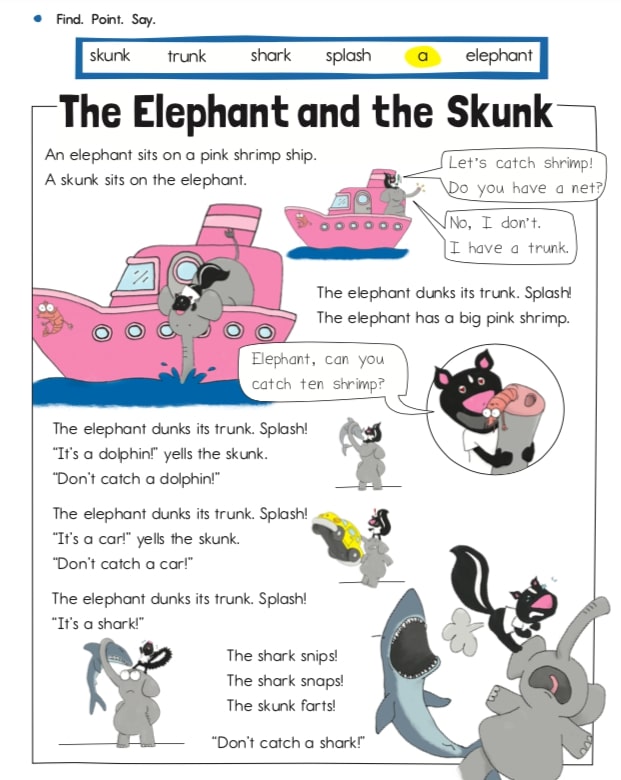 Find. Point. Say.
skunk trunk shark splash a elephant
The Elephant and the Skunk
An elephant sits on a pink shrimp ship.
A skunk sits on the elephant.
Let's catch shrimp!
Do you have a net?
No, I don't.
I have a trunk.
The elephant dunks its trunk. Splash!
The elephant has a big pink shrimp.
Elephant, can you
catch ten shrimp?
The elephant dunks its trunk. Splash!
"It's a dolphin!" yells the skunk.
"Don't catch a dolphin!"
The elephant dunks its trunk. Splash!
"It's a car!" yells the skunk.
"Don't catch a car!"
The elephant dunks its trunk. Splash!
"It's a shark!"
The shark snips!
The shark snaps!
The skunk farts!
"Don't catch a shark!"